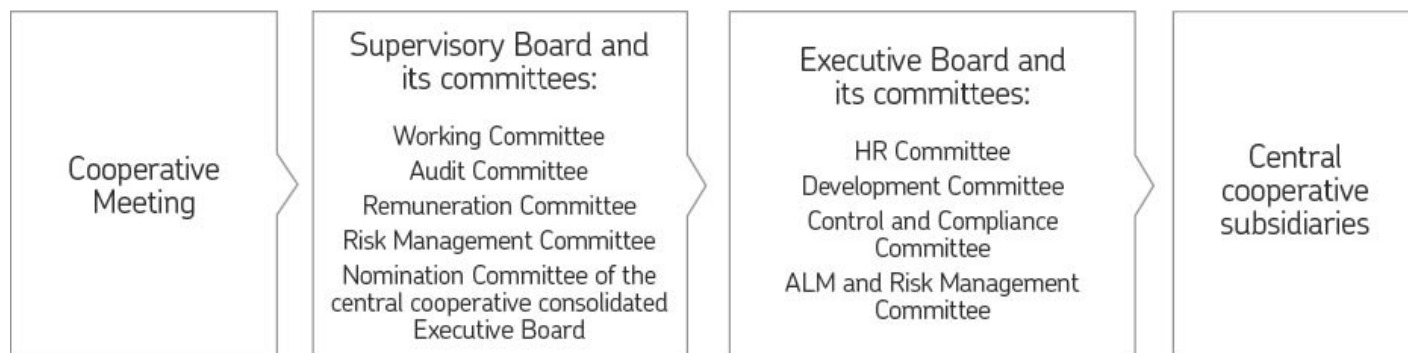 Cooperative
Meeting
Supervisory Board and
its committees:
Working Committee
Audit Committee
Remuneration Committee
Risk Management Committee
Nomination Committee of the
central cooperative consolidated
Executive Board
Executive Board and
its committees:
HR Committee
Development Committee
Control and Compliance
Committee
ALM and Risk Management
Committee
Central
cooperative
subsidiaries